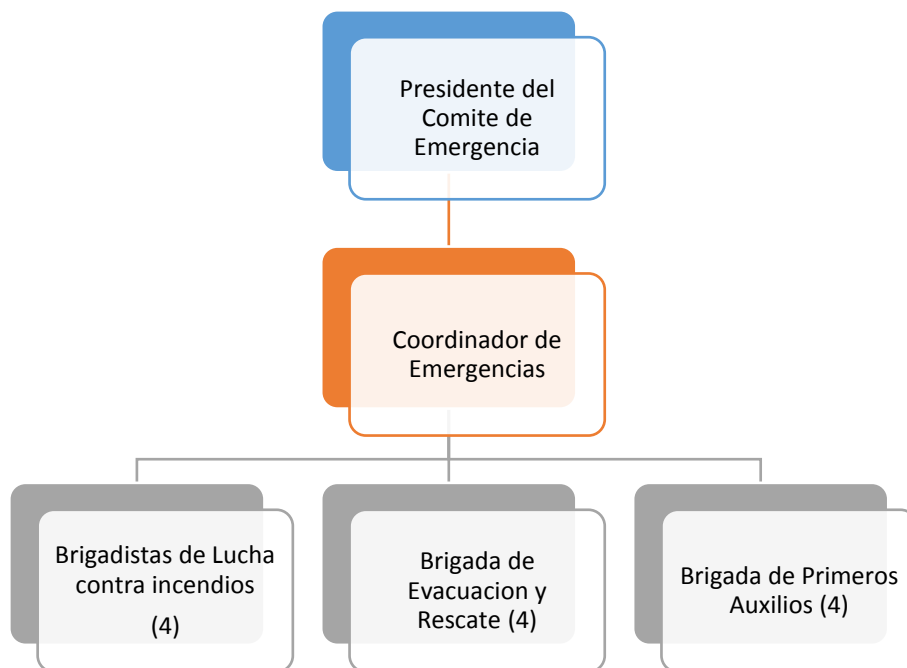 Presidente del
Comite de
Emergencia
Coordinador de
Emergencias
Brigadistas de Lucha
contra incendios
(4)
Brigada de
Evacuacion y
Rescate (4)
Brigada de Primeros
Auxilios (4)